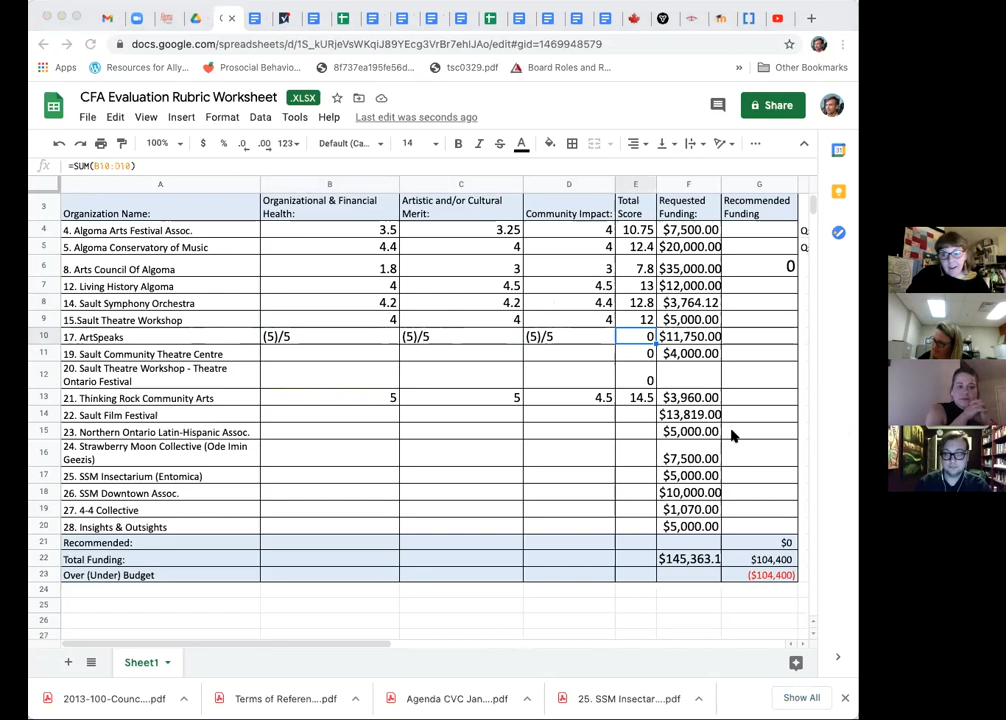 docs.google.com/spreadsheets/d/1S_kURjeVsWKqiJ89YEcg3VrBr7ehIJAo/edit#gid=1469948579
Apps Resources for Ally... Prosocial Behavio... 8f737ea195fe56d... tsc0329.pdf Board Roles and R... » Other Bookmarks
CFA Evaluation Rubric Worksheet .XLSX
Share
File Edit View Insert Format Data Tools Help Last edit was seconds ago
100% $ % .0 .00 123 Default (Ca... 14 B I S A ...
fx =SUM(B10:D10)
A B C D E F G
3 Organization Name: Organizational & Financial Health: Artistic and/or Cultural Merit: Community Impact: Total Score Requested Funding: Recommended Funding
4 4. Algoma Arts Festival Assoc. 3.5 3.25 4 10.75 $7,500.00 Q
5 5. Algoma Conservatory of Music 4.4 4 4 12.4 $20,000.00 Q
6 8. Arts Council Of Algoma 1.8 3 3 7.8 $35,000.00 0
7 12. Living History Algoma 4 4.5 4.5 13 $12,000.00
8 14. Sault Symphony Orchestra 4.2 4.2 4.4 12.8 $3,764.12
9 15.Sault Theatre Workshop 4 4 4 12 $5,000.00
10 17. ArtSpeaks (5)/5 (5)/5 (5)/5 0 $11,750.00
11 19. Sault Community Theatre Centre 0 $4,000.00
12 20. Sault Theatre Workshop - Theatre Ontario Festival 0
13 21. Thinking Rock Community Arts 5 5 4.5 14.5 $3,960.00
14 22. Sault Film Festival $13,819.00
15 23. Northern Ontario Latin-Hispanic Assoc. $5,000.00
16 24. Strawberry Moon Collective (Ode Imin Geezis) $7,500.00
17 25. SSM Insectarium (Entomica) $5,000.00
18 26. SSM Downtown Assoc. $10,000.00
19 27. 4-4 Collective $1,070.00
20 28. Insights & Outsights $5,000.00
21 Recommended: $0
22 Total Funding: $145,363.1 $104,400
23 Over (Under) Budget ($104,400)
24
25
26
27
+ Sheet1
2013-100-Counc....pdf Terms of Referen....pdf Agenda CVC Jan....pdf 25. SSM Insectar....pdf Show All